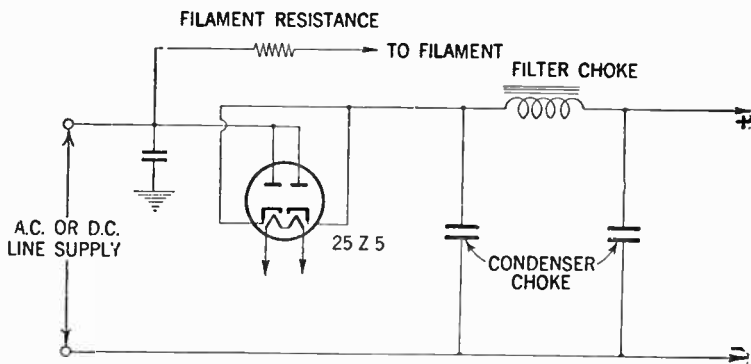 FILAMENT RESISTANCE
TO FILAMENT
FILTER CHOKE
+
A.C. OR D.C.
LINE SUPPLY
25 Z 5
CONDENSER
CHOKE
-